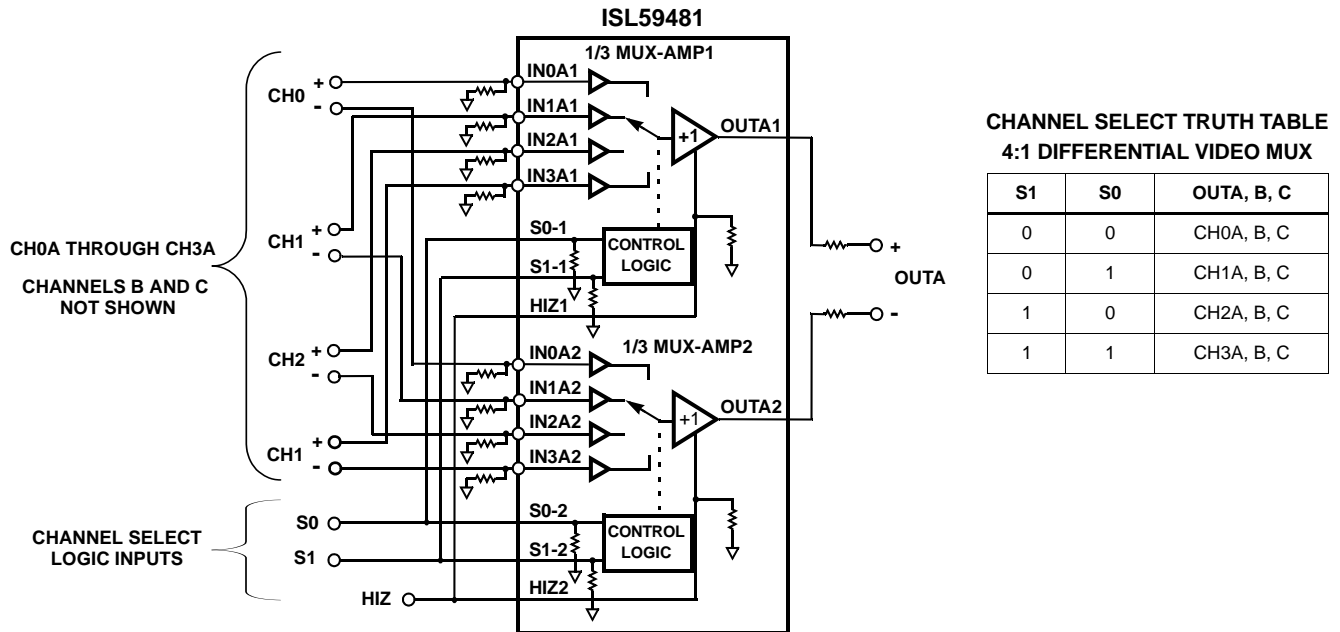 ISL59481
1/3 MUX-AMP1
CH0
+
-
IN0A1
IN1A1
IN2A1
IN3A1
+1
OUTA1
S0-1
S1-1
HIZ1
CONTROL
LOGIC
CH0A THROUGH CH3A
CHANNELS B AND C
NOT SHOWN
CH1
+
-
CH2
+
-
CH1
+
-
1/3 MUX-AMP2
IN0A2
IN1A2
IN2A2
IN3A2
+1
OUTA2
S0-2
S1-2
HIZ2
CONTROL
LOGIC
CHANNEL SELECT
LOGIC INPUTS
S0
S1
HIZ
+
OUTA
-
CHANNEL SELECT TRUTH TABLE
4:1 DIFFERENTIAL VIDEO MUX
S1 S0 OUTA, B, C
0 0 CH0A, B, C
0 1 CH1A, B, C
1 0 CH2A, B, C
1 1 CH3A, B, C